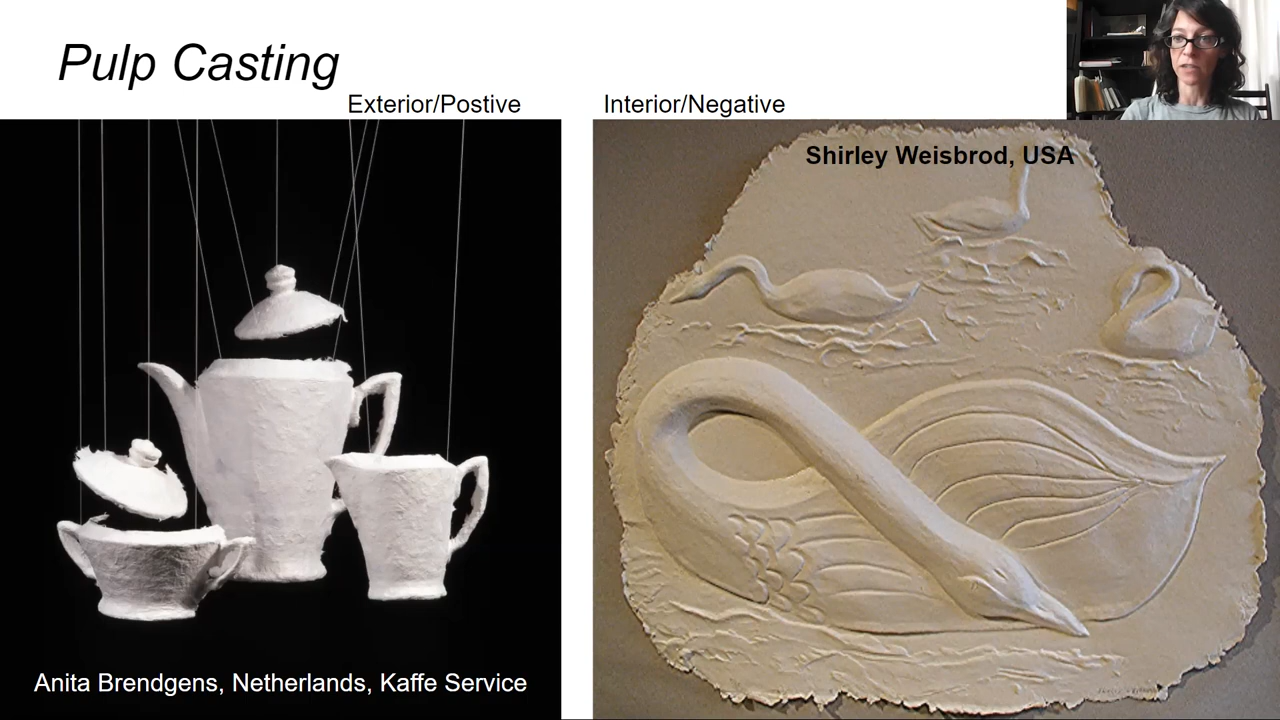 Pulp Casting
Exterior/Postive
Interior/Negative
Shirley Weisbrod, USA
Anita Brendgens, Netherlands, Kaffe Service